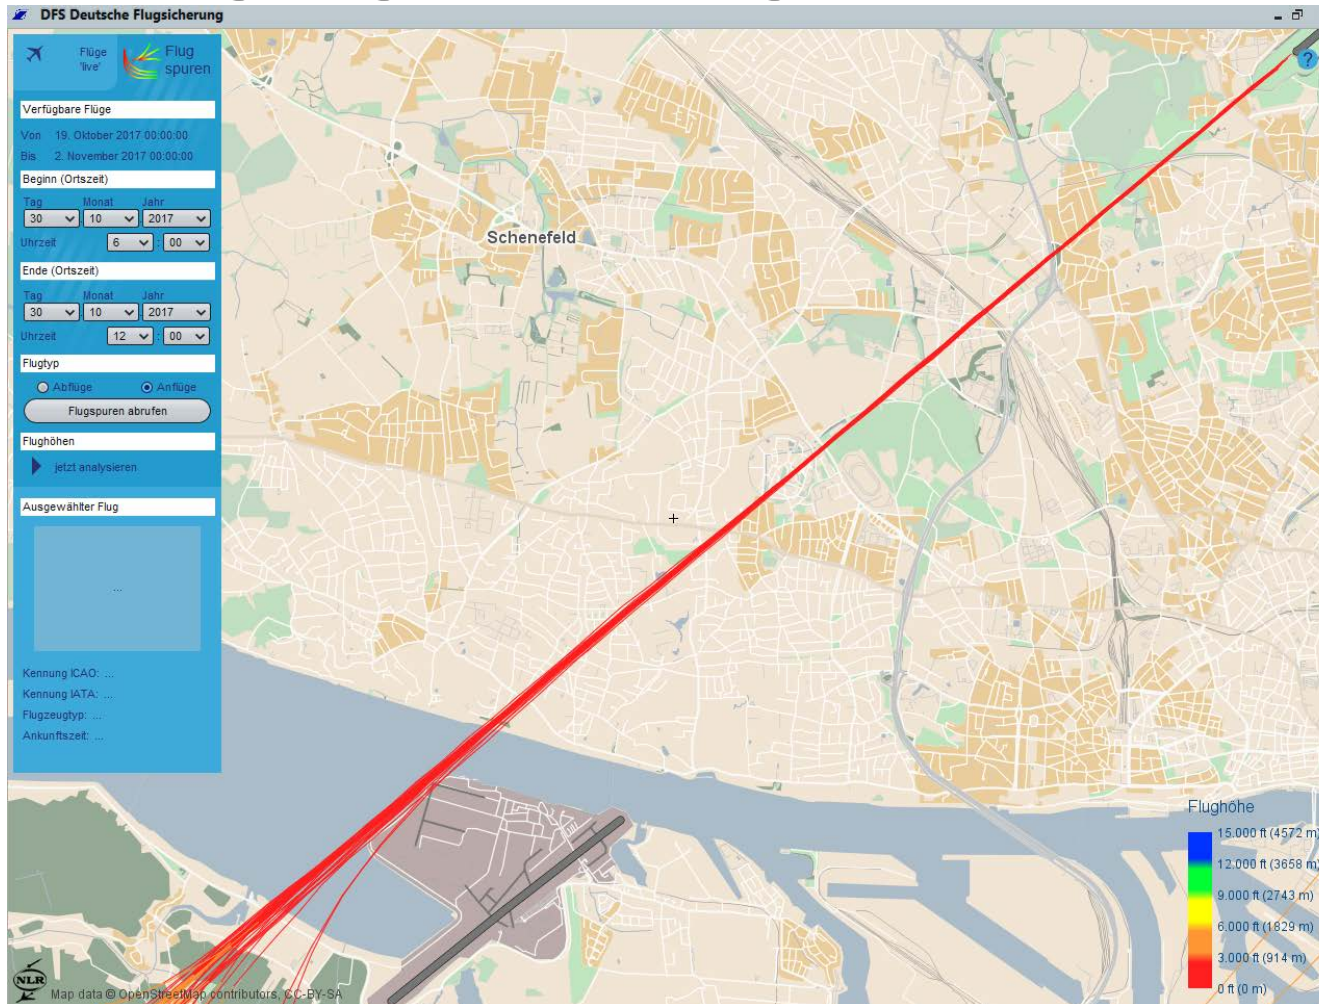 DFS Deutsche Flugsicherung
Flüge
'live'
Flug
spuren
Verfügbare Flüge
Von 19. Oktober 2017 00:00:00
Bis 2. November 2017 00:00:00
Beginn (Ortszeit)
Tag Monat Jahr
30 10 2017
Uhrzeit 6 : 00
Ende (Ortszeit)
Tag Monat Jahr
30 10 2017
Uhrzeit 12 : 00
Flugtyp
Abflüge Anflüge
Flugspuren abrufen
Flughöhen
jetzt analysieren
Ausgewählter Flug
...
Kennung ICAO: ...
Kennung IATA: ...
Flugzeugtyp: ...
Ankunftszeit: ...
Schenefeld
?
Flughöhe
15.000 ft (4572 m)
12.000 ft (3658 m)
9.000 ft (2743 m)
6.000 ft (1829 m)
3.000 ft (914 m)
0 ft (0 m)
NLR
Map data © OpenStreetMap contributors, CC-BY-SA